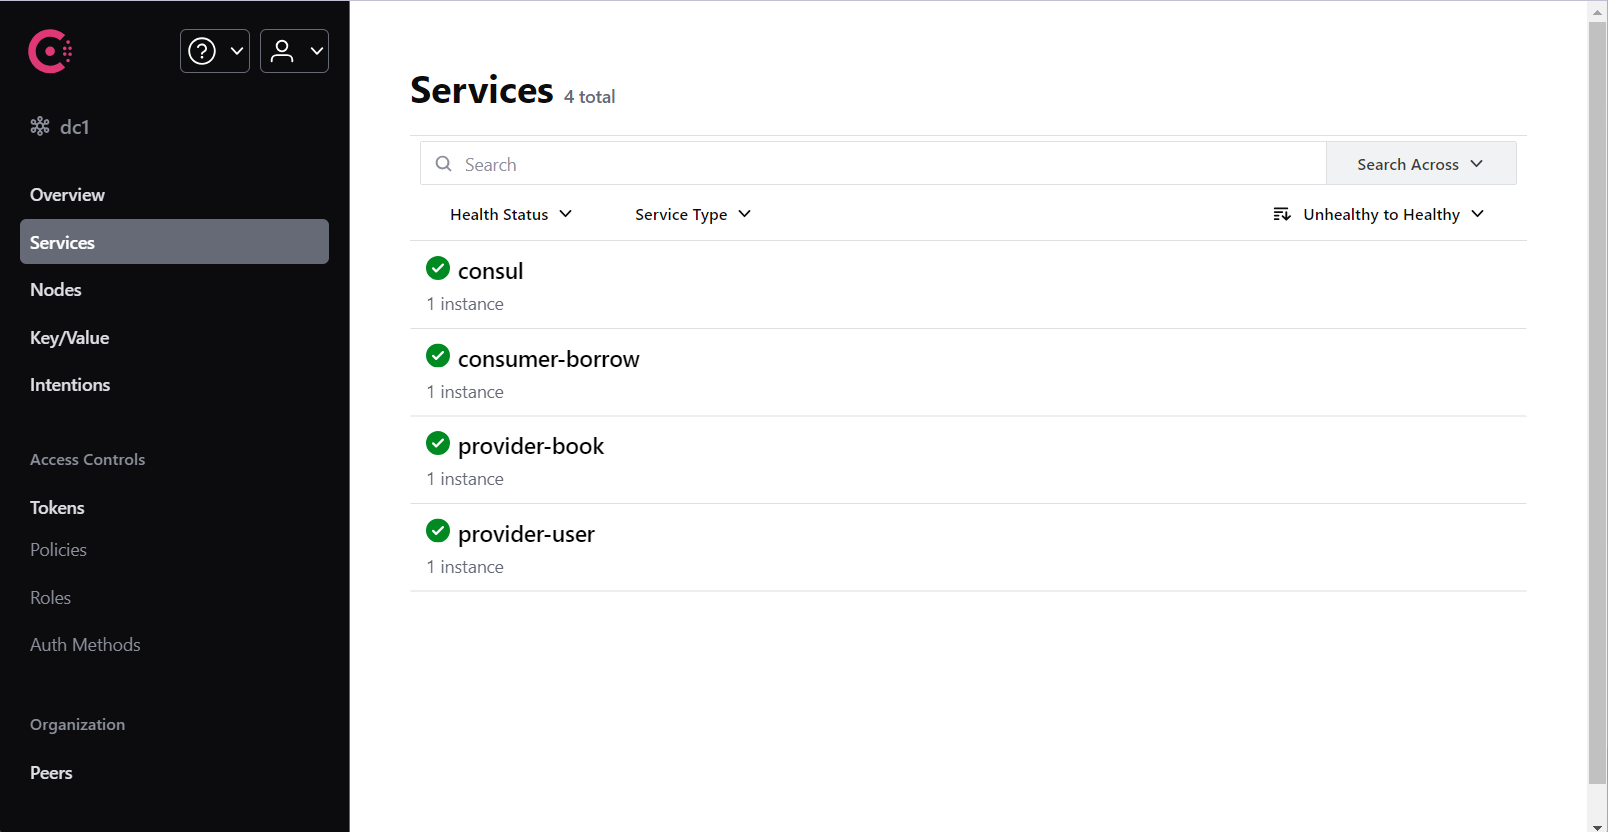 dc1
Overview
Services
Nodes
Key/Value
Intentions
Access Controls
Tokens
Policies
Roles
Auth Methods
Organization
Peers
Services 4 total
Search
Search Across
Health Status Service Type Unhealthy to Healthy
consul
1 instance
consumer-borrow
1 instance
provider-book
1 instance
provider-user
1 instance